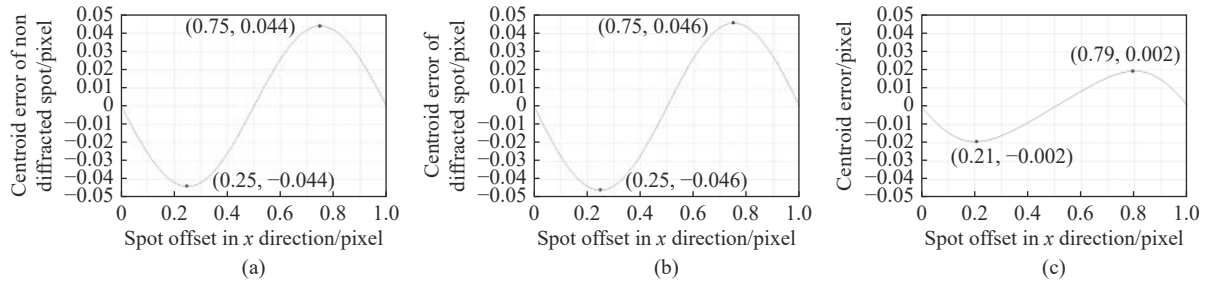 Centroid error of non
diffracted spot/pixel
0.05
0.04
0.03
0.02
0.01
0
−0.01
−0.02
−0.03
−0.04
−0.05
(0.75, 0.044)
(0.25, −0.044)
0 0.2 0.4 0.6 0.8 1.0
Spot offset in x direction/pixel
(a)
Centroid error of
diffracted spot/pixel
0.05
0.04
0.03
0.02
0.01
0
−0.01
−0.02
−0.03
−0.04
−0.05
(0.75, 0.046)
(0.25, −0.046)
0 0.2 0.4 0.6 0.8 1.0
Spot offset in x direction/pixel
(b)
Centroid error/pixel
0.05
0.04
0.03
0.02
0.01
0
−0.01
−0.02
−0.03
−0.04
−0.05
(0.79, 0.002)
(0.21, −0.002)
0 0.2 0.4 0.6 0.8 1.0
Spot offset in x direction/pixel
(c)